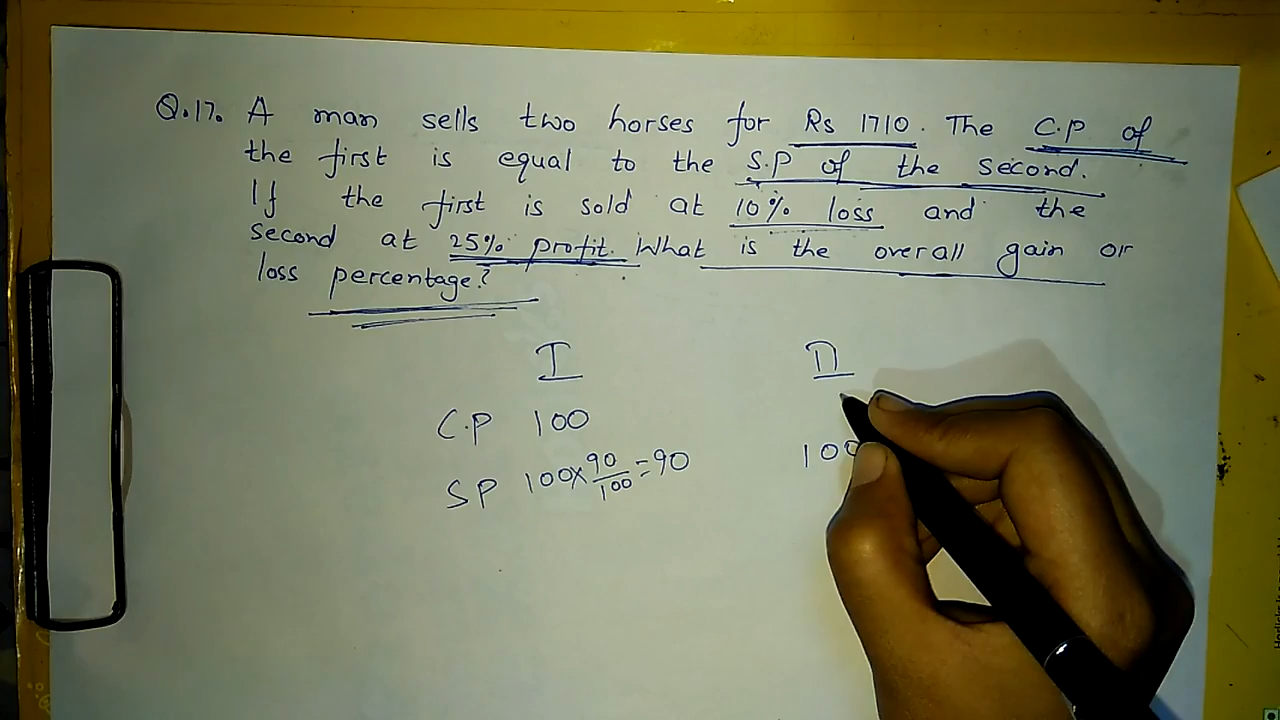 Q.17. A man sells two horses for Rs 1710. The C.P of
the first is equal to the S.P of the second.
If the first is sold at 10% loss and the
second at 25% profit. What is the overall gain or
loss percentage?
I II
C.P 100
SP 100×90/100=90 100